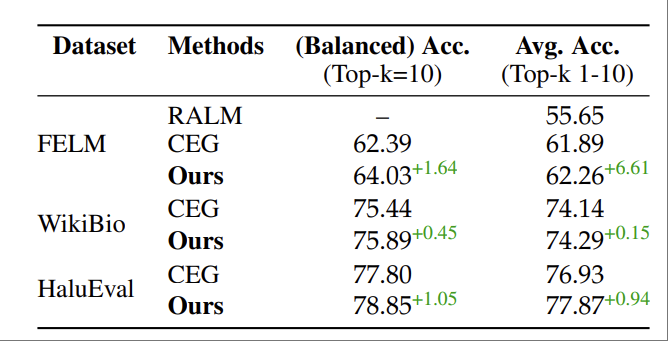 Dataset Methods (Balanced) Acc. Avg. Acc.
(Top-k=10) (Top-k 1-10)
RALM – 55.65
FELM CEG 62.39 61.89
Ours 64.03+1.64 62.26+6.61
WikiBio CEG 75.44 74.14
Ours 75.89+0.45 74.29+0.15
HaluEval CEG 77.80 76.93
Ours 78.85+1.05 77.87+0.94